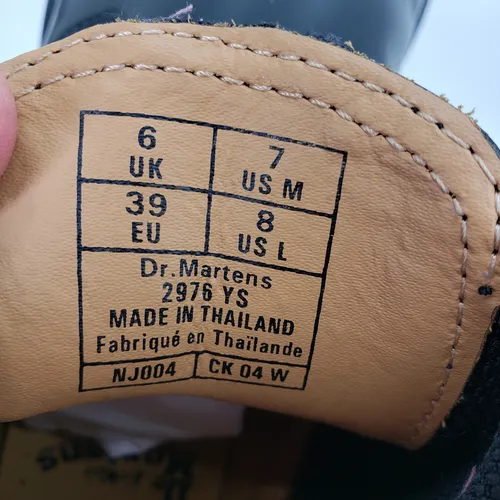 6 UK
7 US M
39 EU
8 US L
Dr.Martens
2976 YS
MADE IN THAILAND
Fabriqué en Thaïlande
NJ004
CK 04 W